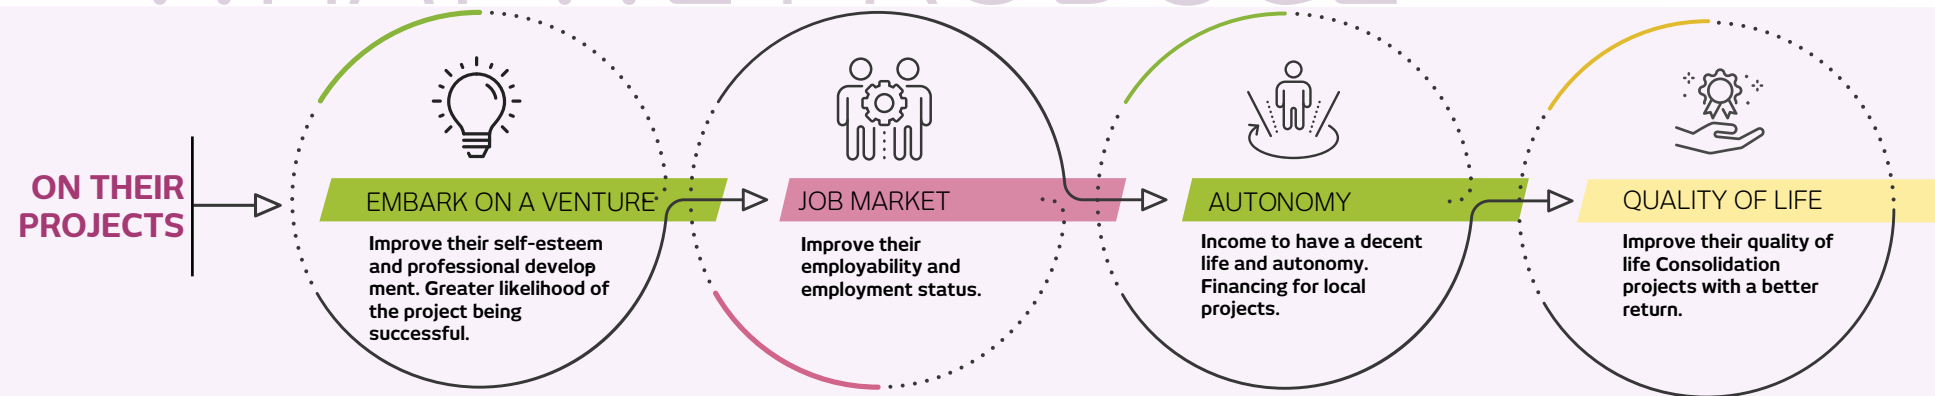 ON THEIR
PROJECTS
EMBARK ON A VENTURE
Improve their self-esteem
and professional develop
ment. Greater likelihood of
the project being
successful.
JOB MARKET
Improve their
employability and
employment status.
AUTONOMY
Income to have a decent
life and autonomy.
Financing for local
projects.
QUALITY OF LIFE
Improve their quality of
life Consolidation
projects with a better
return.